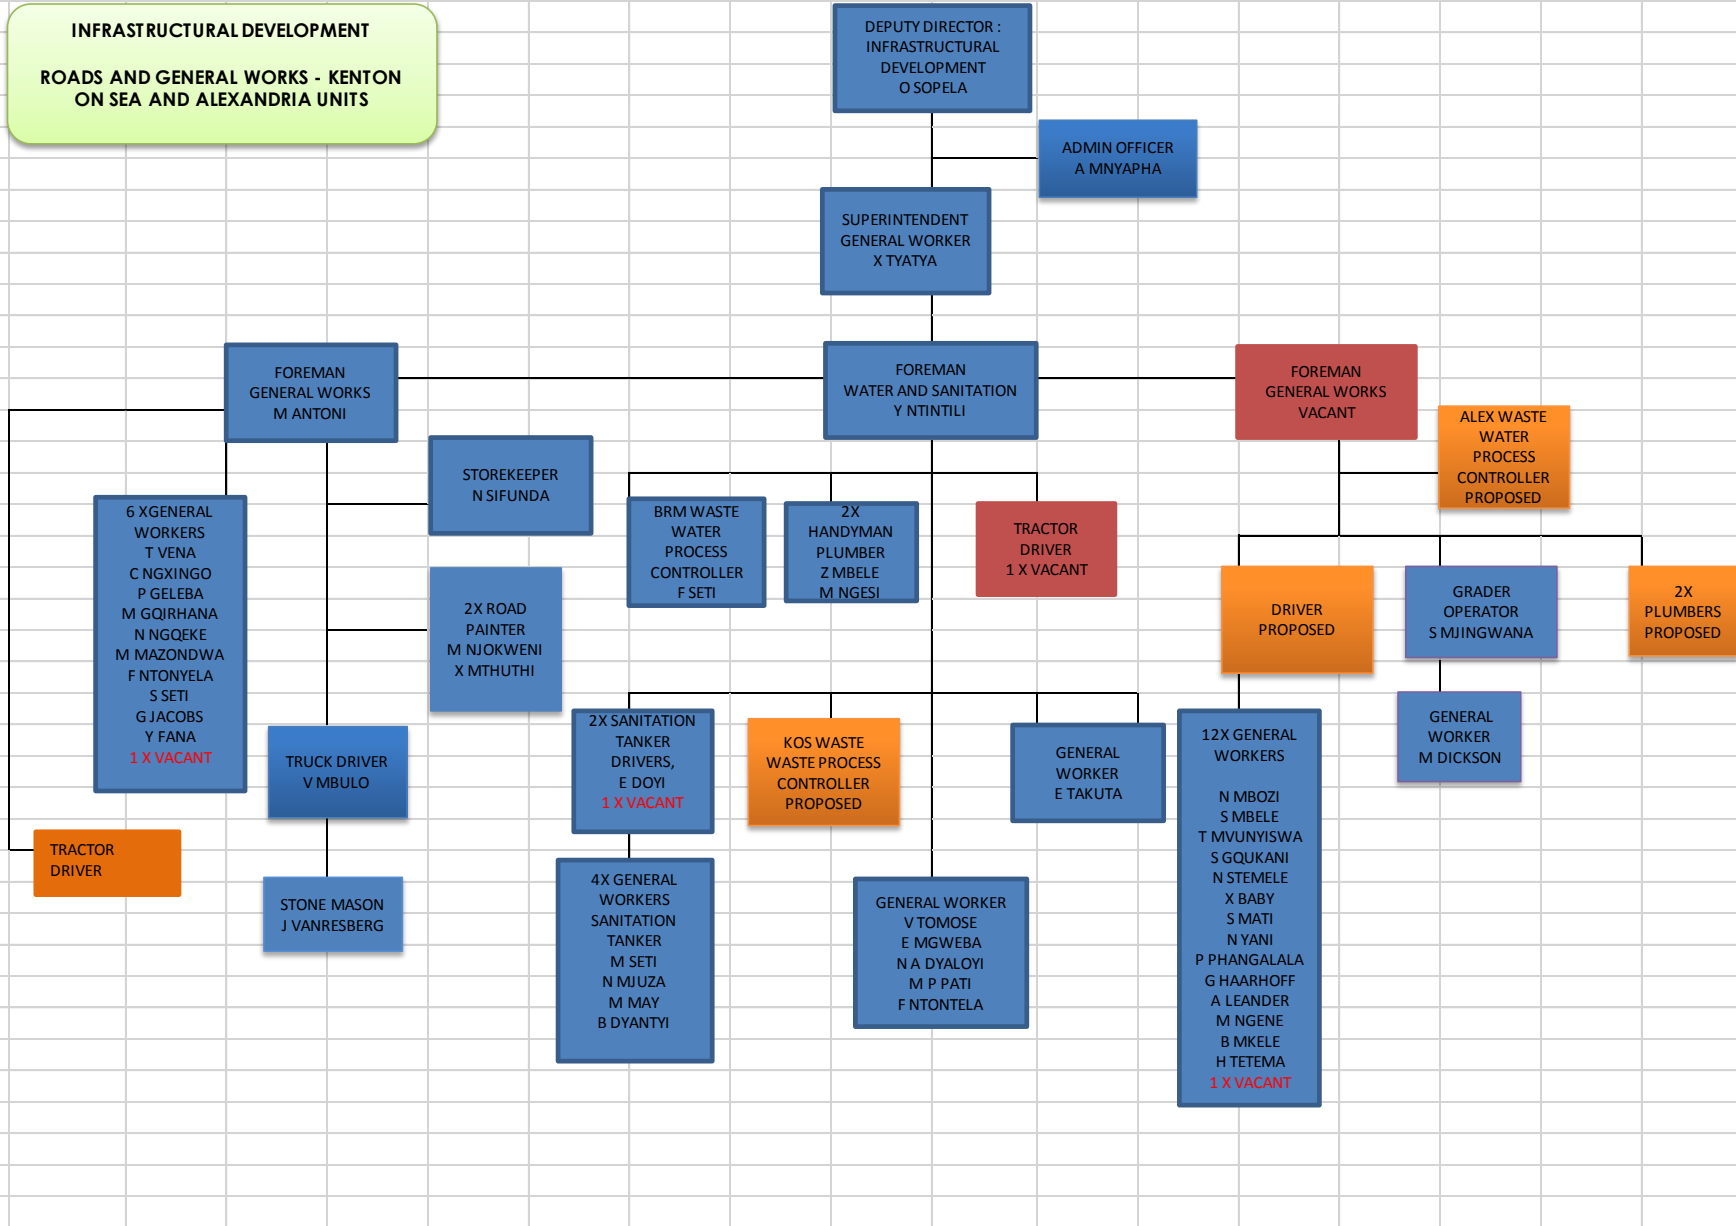 INFRASTRUCTURAL DEVELOPMENT
ROADS AND GENERAL WORKS - KENTON
ON SEA AND ALEXANDRIA UNITS
DEPUTY DIRECTOR :
INFRASTRUCTURAL
DEVELOPMENT
O SOPELA
ADMIN OFFICER
A MNYAPHA
SUPERINTENDENT
GENERAL WORKER
X TYATYA
FOREMAN
GENERAL WORKS
M ANTONI
FOREMAN
WATER AND SANITATION
Y NTINTILI
FOREMAN
GENERAL WORKS
VACANT
ALEX WASTE
WATER
PROCESS
CONTROLLER
PROPOSED
STOREKEEPER
N SIFUNDA
6 XGENERAL
WORKERS
T VENA
C NGXINGO
P GELEBA
M GQIRHANA
N NGQEKE
M MAZONDWA
F NTONYELA
S SETI
G JACOBS
Y FANA
1 X VACANT
BRM WASTE
WATER
PROCESS
CONTROLLER
F SETI
2X
HANDYMAN
PLUMBER
Z MBELE
M NGESI
TRACTOR
DRIVER
1 X VACANT
2X ROAD
PAINTER
M NJOKWENI
X MTHUTHI
DRIVER
PROPOSED
GRADER
OPERATOR
S MJINGWANA
2X
PLUMBERS
PROPOSED
TRUCK DRIVER
V MBULO
2X SANITATION
TANKER
DRIVERS,
E DOYI
1 X VACANT
KOS WASTE
WASTE PROCESS
CONTROLLER
PROPOSED
GENERAL
WORKER
E TAKUTA
12X GENERAL
WORKERS
N MBOZI
S MBELE
T MVUNYISWA
S GQUKANI
N STEMELE
X BABY
S MATI
N YANI
P PHANGALALA
G HAARHOFF
A LEANDER
M NGENE
B MKELE
H TETEMA
1 X VACANT
GENERAL
WORKER
M DICKSON
TRACTOR
DRIVER
STONE MASON
J VANRESBERG
4X GENERAL
WORKERS
SANITATION
TANKER
M SETI
N MJUZA
M MAY
B DYANTYI
GENERAL WORKER
V TOMOSE
E MGWEBA
N A DYALOYI
M P PATI
F NTONTELA